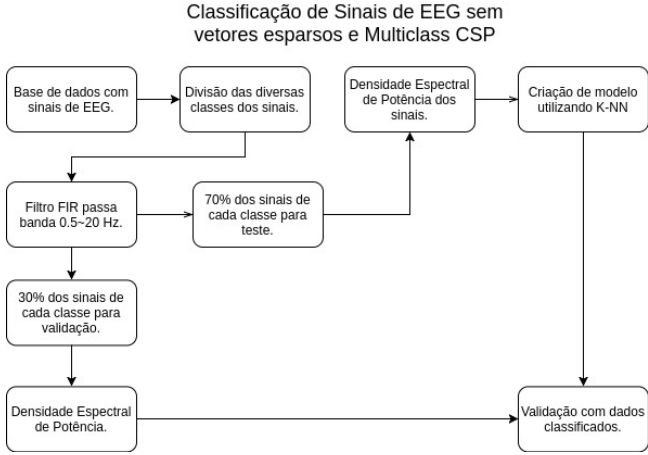 Classificação de Sinais de EEG sem
vetores esparsos e Multiclass CSP
Base de dados com
sinais de EEG.
Divisão das diversas
classes dos sinais.
Densidade Espectral
de Potência dos
sinais.
Criação de modelo
utilizando K-NN
Filtro FIR passa
banda 0.5~20 Hz.
70% dos sinais de
cada classe para
teste.
30% dos sinais de
cada classe para
validação.
Densidade Espectral
de Potência.
Validação com dados
classificados.